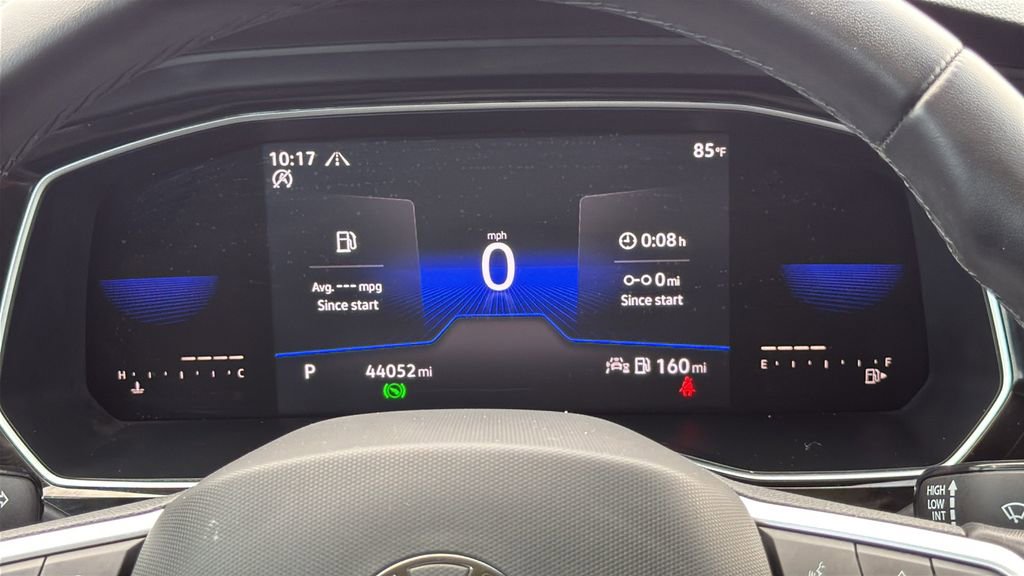 10:17
85°F
mph
0
Avg. --- mpg
Since start
0:08 h
0 mi
Since start
P
44052 mi
160 mi
H C
E F
HIGH
LOW
INT